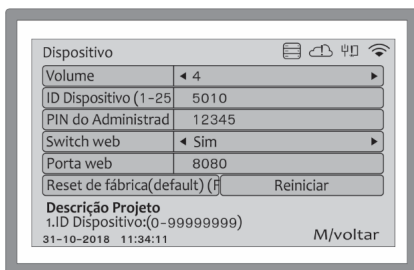 Dispositivo
Volume ◂ 4 ▸
ID Dispositivo (1-25 5010
PIN do Administrad 12345
Switch web ◂ Sim ▸
Porta web 8080
Reset de fábrica(default) (F Reiniciar
Descrição Projeto
1.ID Dispositivo:(0-99999999)
31-10-2018 11:34:11 M/voltar